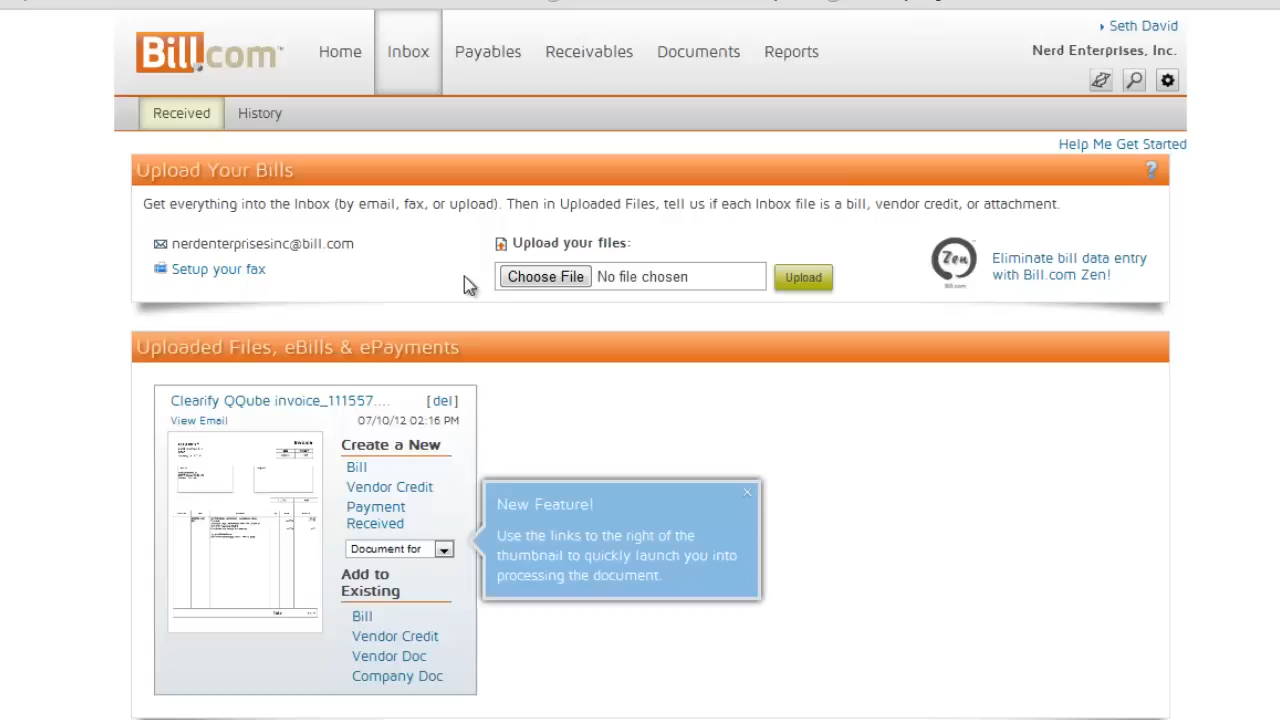 Seth David
Bill.com™
Home
Inbox
Payables
Receivables
Documents
Reports
Nerd Enterprises, Inc.
Received
History
Help Me Get Started
Upload Your Bills
?
Get everything into the Inbox (by email, fax, or upload). Then in Uploaded Files, tell us if each Inbox file is a bill, vendor credit, or attachment.
nerdenterprisesinc@bill.com
Setup your fax
Upload your files:
Choose File No file chosen
Upload
Zen
Bill.com
Eliminate bill data entry
with Bill.com Zen!
Uploaded Files, eBills & ePayments
Clearify QQube invoice_111557....
[del]
View Email
07/10/12 02:16 PM
Invoice
Create a New
Bill
Vendor Credit
Payment
Received
Document for
Add to
Existing
Bill
Vendor Credit
Vendor Doc
Company Doc
New Feature!
x
Use the links to the right of the
thumbnail to quickly launch you into
processing the document.